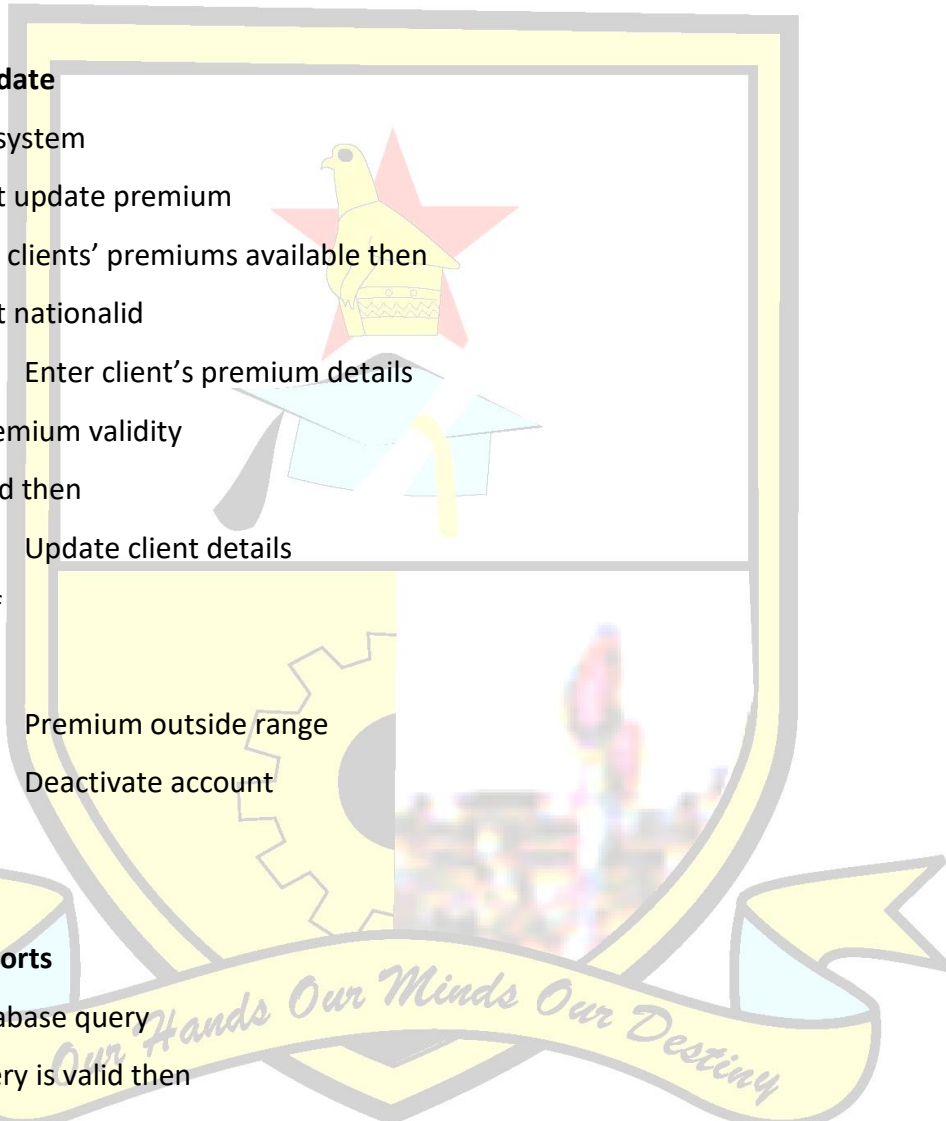 date
system
t update premium
clients’ premiums available then
t nationalid
Enter client’s premium details
emium validity
d then
Update client details
Premium outside range
Deactivate account
orts
abase query
ery is valid then
Our Hands Our Minds Our Destiny